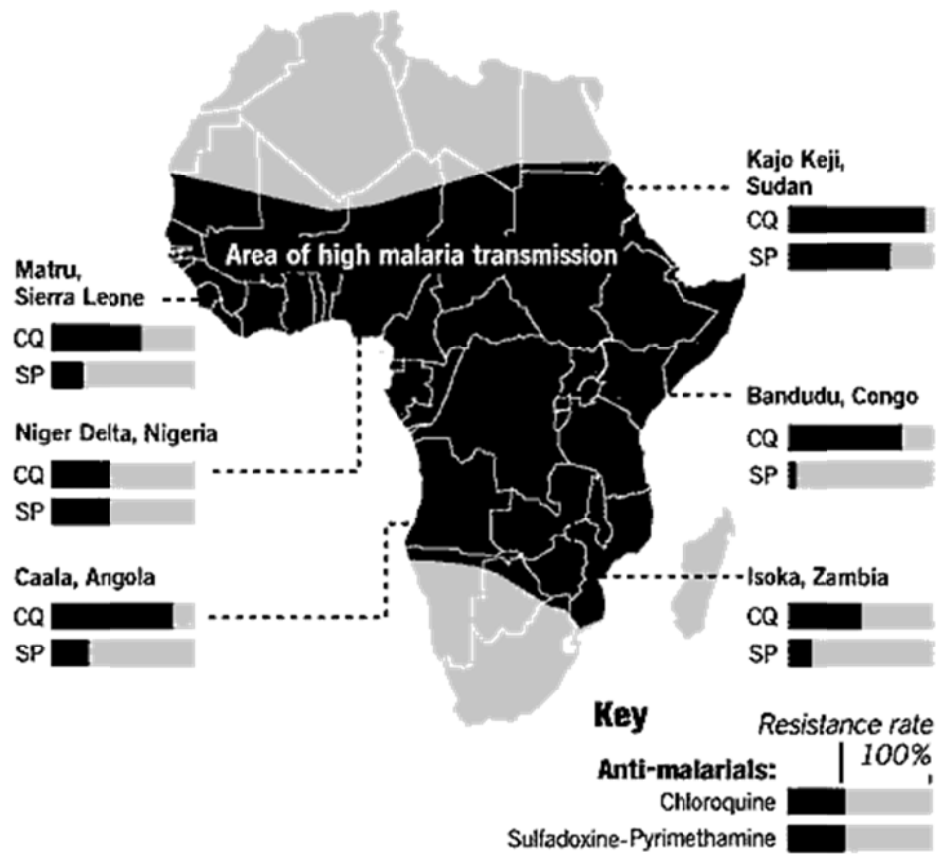 Kajo Keji,
Sudan
CQ
SP
Area of high malaria transmission
Matru,
Sierra Leone
CQ
SP
Bandudu, Congo
CQ
SP
Niger Delta, Nigeria
CQ
SP
Caala, Angola
CQ
SP
Isoka, Zambia
CQ
SP
Key
Resistance rate
100%
Anti-malarials:
Chloroquine
Sulfadoxine-Pyrimethamine